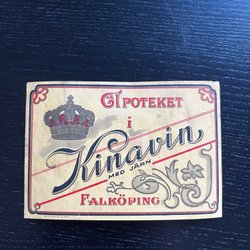 APOTEKET
i
Kinavin
MED JÄRN
FALKÖPING